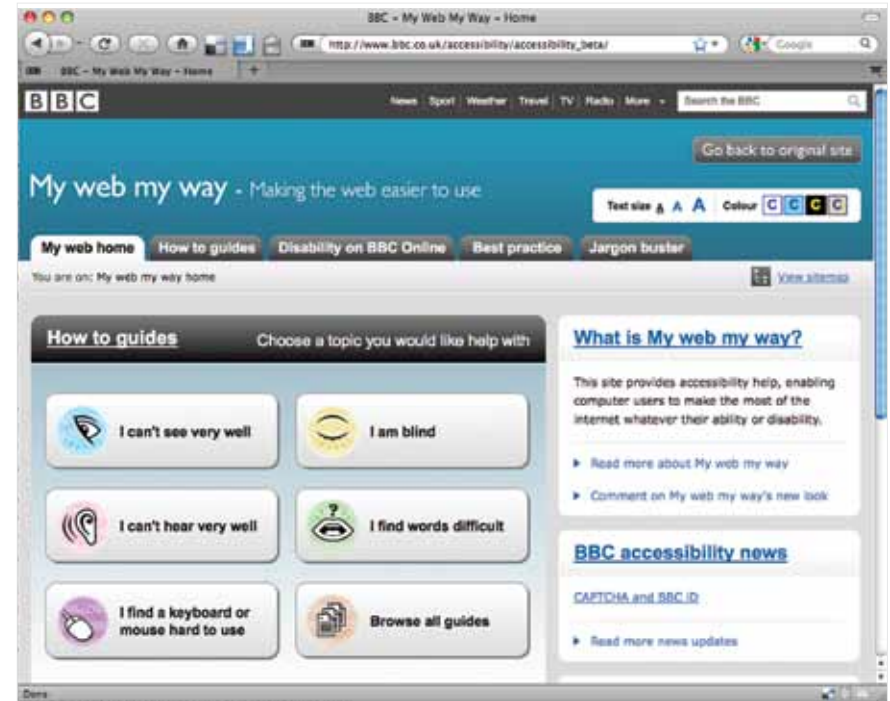 BBC - My Web My Way - Home
http://www.bbc.co.uk/accessibility/accessibility_beta/
Google
BBC - My Web My Way - Home
BBC
News Sport Weather Travel TV Radio More
Search the BBC
Go back to original site
My web my way - Making the web easier to use
Text size A A A Colour C C C C
My web home How to guides Disability on BBC Online Best practice Jargon buster
You are on: My web my way home
View sitemap
How to guides Choose a topic you would like help with
I can't see very well
I am blind
I can't hear very well
? I find words difficult
I find a keyboard or
mouse hard to use
Browse all guides
What is My web my way?
This site provides accessibility help, enabling
computer users to make the most of the
internet whatever their ability or disability.
Read more about My web my way
Comment on My web my way's new look
BBC accessibility news
CAPTCHA and BBC iD
Read more news updates
Done